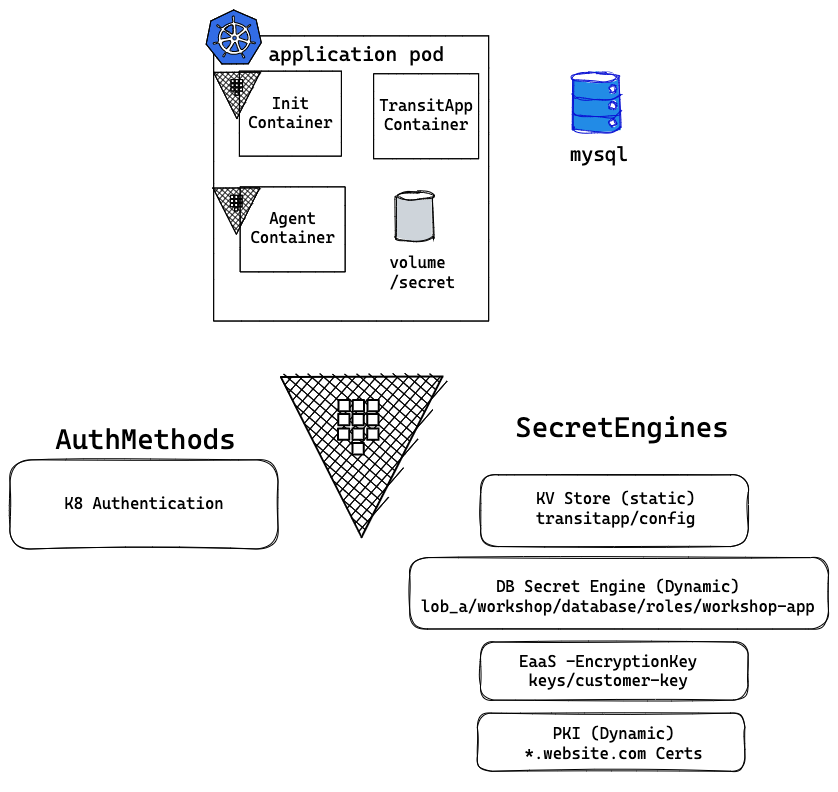 application pod
Init
Container
TransitApp
Container
mysql
Agent
Container
volume
/secret
AuthMethods
K8 Authentication
SecretEngines
KV Store (static)
transitapp/config
DB Secret Engine (Dynamic)
lob_a/workshop/database/roles/workshop-app
EaaS -EncryptionKey
keys/customer-key
PKI (Dynamic)
*.website.com Certs